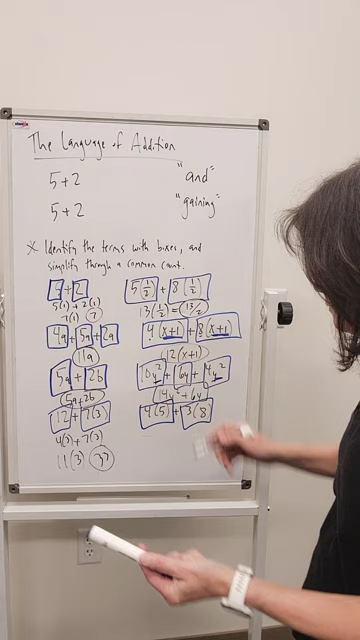 The Language of Addition
5+2 "and"
5+2 "gaining"
* Identify the terms with boxes, and
simplify through a common count.
5+2
5(1)+2(1)
7(1) 7
4a+5a+2a
11a
5a+2b
5a+2b
12+7(3)
4(3)+7(3)
11(3) 33
5(1/2)+8(1/2)
13(1/2)=13/2
4(x+1)+8(x+1)
12(x+1)
10y²+6y+4y²
14y²+6y
4(5)+3(8)